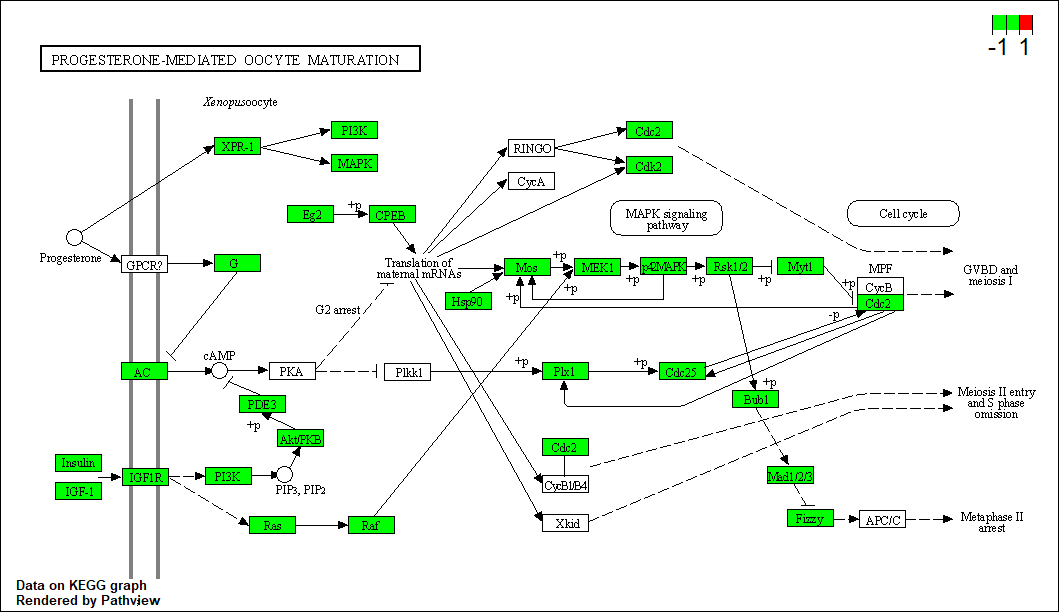 -1 1
PROGESTERONE-MEDIATED OOCYTE MATURATION
Xenopus oocyte
XPR-1
PI3K
MAPK
RINGO
CycA
Cdc2
Cdk2
Eg2
+p
CPEB
MAPK signaling
pathway
Cell cycle
Progesterone
GPCR?
G
Translation of
maternal mRNAs
Mos
+p
MEK1
+p
p42MAPK
+p
Rsk1/2
+p
Myt1
+p
MPF
CycB
Cdc2
GVBD and
meiosis I
Hsp90
+p
+p
-p
G2 arrest
AC
cAMP
PKA
Plkk1
+p
Plx1
+p
Cdc25
+p
Bub1
PDE3
+p
Akt/PKB
Meiosis II entry
and S phase
omission
Insulin
IGF-1
IGF1R
PI3K
PIP3, PIP2
Cdc2
CycB1/B4
Mad1/2/3
Ras
Raf
Xkid
Fizzy
APC/C
Metaphase II
arrest
Data on KEGG graph
Rendered by Pathview